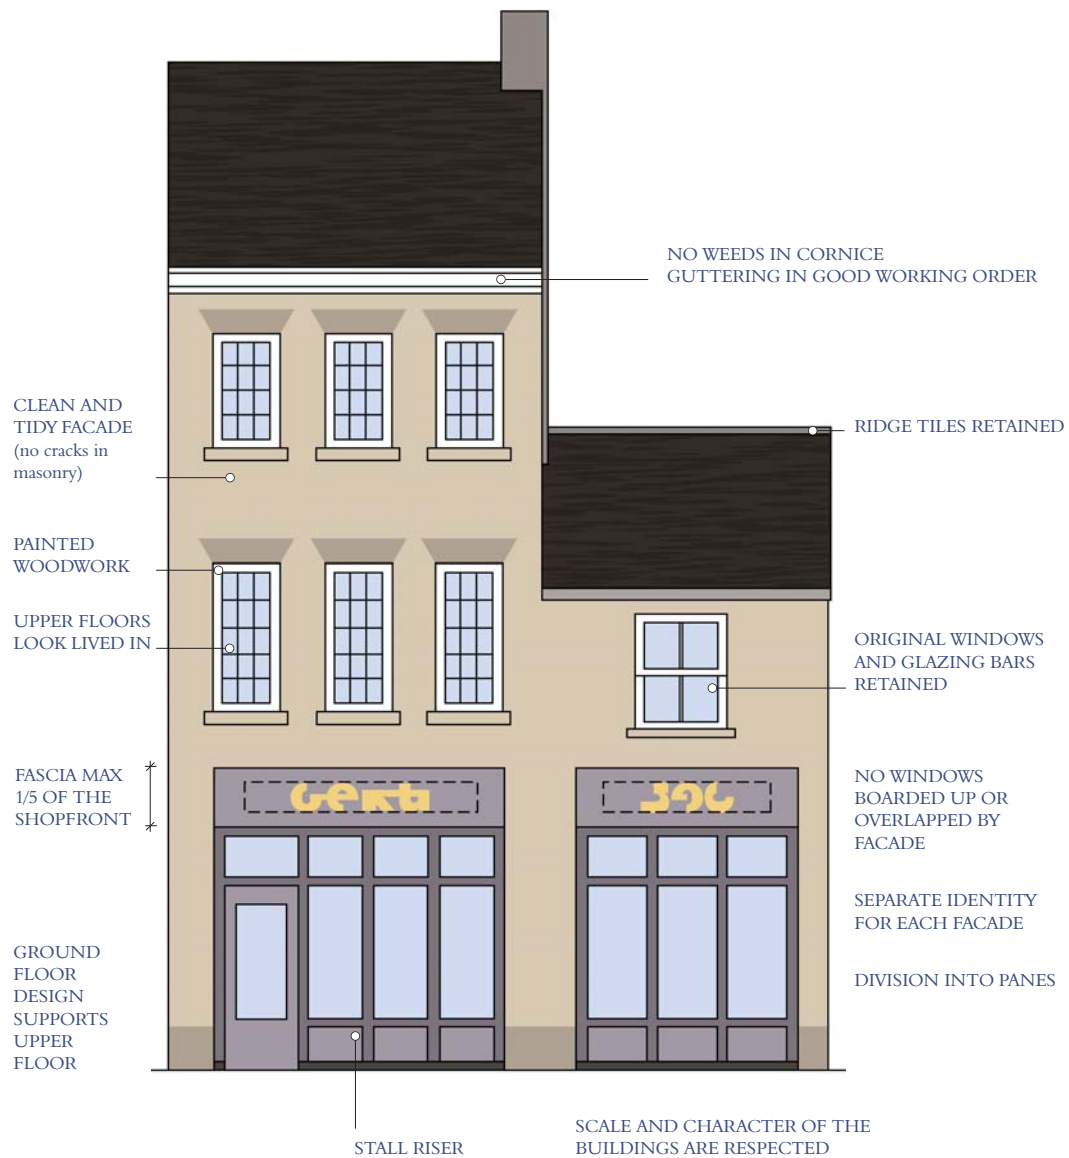 NO WEEDS IN CORNICE
GUTTERING IN GOOD WORKING ORDER
CLEAN AND
TIDY FACADE
(no cracks in
masonry)
RIDGE TILES RETAINED
PAINTED
WOODWORK
UPPER FLOORS
LOOK LIVED IN
ORIGINAL WINDOWS
AND GLAZING BARS
RETAINED
FASCIA MAX
1/5 OF THE
SHOPFRONT
NO WINDOWS
BOARDED UP OR
OVERLAPPED BY
FACADE
SEPARATE IDENTITY
FOR EACH FACADE
DIVISION INTO PANES
GROUND
FLOOR
DESIGN
SUPPORTS
UPPER
FLOOR
STALL RISER
SCALE AND CHARACTER OF THE
BUILDINGS ARE RESPECTED